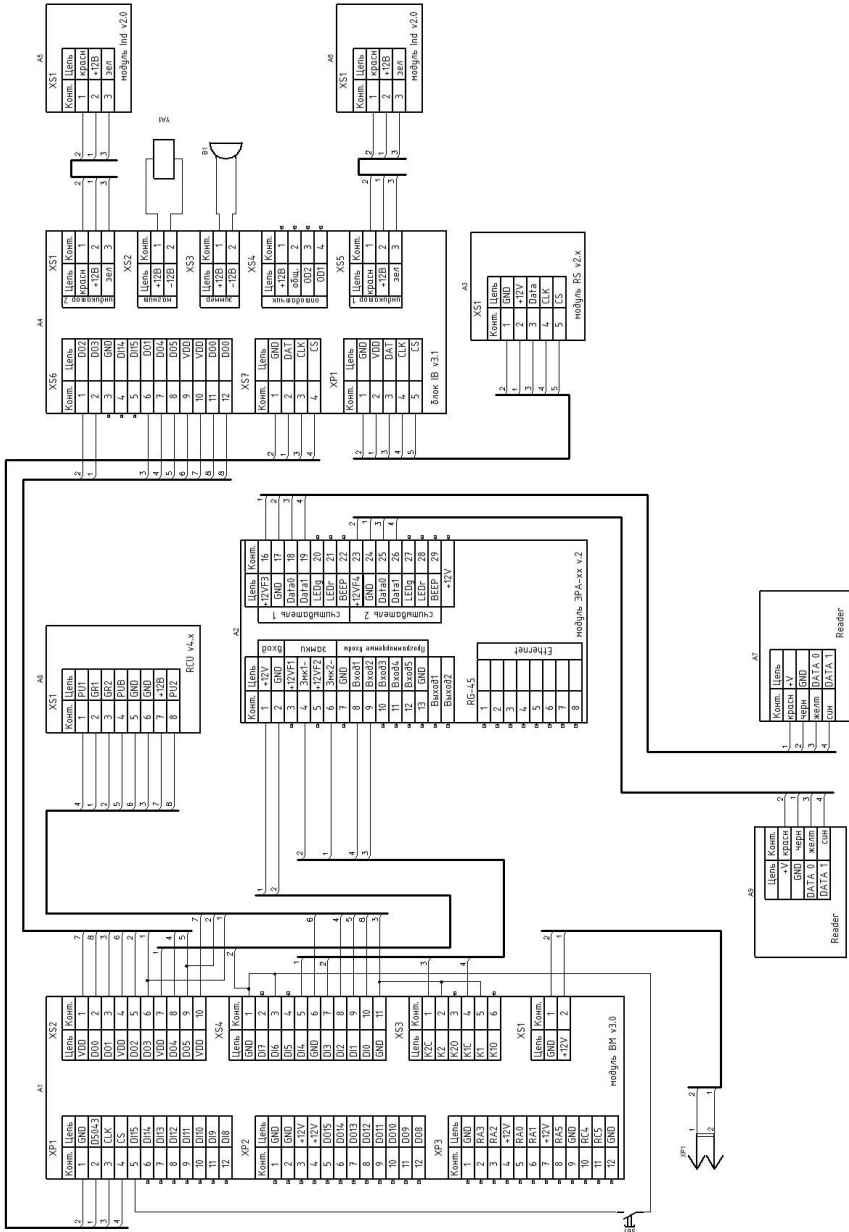 A5
XS1
Конт. Цепь
1 красн
2 +12В
3 зел
модуль Ind v2.0
A6
XS1
Конт. Цепь
1 красн
2 +12В
3 зел
модуль Ind v2.0
YA1
B1
A4
XS6
Конт. Цепь
1 DO2
2 DO3
3 GND
4 DI14
5 DI15
6 DO1
7 DO4
8 DO5
9 VDD
10 VDD
11 DO0
12 DO0
XS7
Конт. Цепь
1 GND
2 DAT
3 CLK
4 CS
XP1
Конт. Цепь
1 GND
2 VDD
3 DAT
4 CLK
5 CS
XS1
индикатор 2
Цепь Конт.
красн 1
+12В 2
зел 3
XS2
магнит
Цепь Конт.
+12В 1
-12В 2
XS3
зуммер
Цепь Конт.
+12В 1
-12В 2
XS4
оптодатчик
Цепь Конт.
+12В 1
общ. 2
OD2 3
OD1 4
XS5
индикатор 1
Цепь Конт.
красн 1
+12В 2
зел 3
блок IB v3.1
A3
XS1
Конт. Цепь
1 GND
2 +12V
3 Data
4 CLK
5 CS
модуль RS v2.x
A8
XS1
Конт. Цепь
1 PU1
2 GR1
3 GR2
4 PUB
5 GND
6 GND
7 +12В
8 PU2
RCU v4.x
A2
Конт. Цепь
1 +12V
2 GND
3 +12VF1
4 Змк1-
5 +12VF2
6 Змк2-
7 GND
8 Вход1
9 Вход2
10 Вход3
11 Вход4
12 Вход5
13 GND
Выход1
Выход2
Вход
замки
Программируемые входы
Цепь Конт.
+12VF3 16
GND 17
Data0 18
Data1 19
LEDg 20
LEDr 21
BEEP 22
+12VF4 23
GND 24
Data0 25
Data1 26
LEDg 27
LEDr 28
BEEP 29
+12V
считыватель 1
считыватель 2
RG-45
1
2
3
4
5
6
7
8
Ethernet
модуль ЭРА-xx v.2
A7
Конт. Цепь
красн +V
черн GND
желт DATA 0
син DATA 1
Reader
A9
Цепь Конт.
+V красн
GND черн
DATA 0 желт
DATA 1 син
Reader
A1
XP1
Конт. Цепь
1 GND
2 D5043
3 CLK
4 CS
5 DI15
6 DI14
7 DI13
8 DI12
9 DI11
10 DI10
11 DI9
12 DI8
XP2
Конт. Цепь
1 GND
2 GND
3 +12V
4 +12V
5 DO15
6 DO14
7 DO13
8 DO12
9 DO11
10 DO10
11 DO9
12 DO8
XP3
Конт. Цепь
1 GND
2 RA3
3 RA2
4 +12V
5 RA0
6 RA1
7 +12V
8 RA5
9 GND
10 RC4
11 RC5
12 GND
XS2
Цепь Конт.
VDD 1
DO0 2
DO1 3
VDD 4
DO2 5
DO3 6
VDD 7
DO4 8
DO5 9
VDD 10
XS4
Цепь Конт.
GND 1
DI7 2
DI6 3
DI5 4
DI4 5
GND 6
DI3 7
DI2 8
DI1 9
DI0 10
GND 11
XS3
Цепь Конт.
K2C 1
K2 2
K2O 3
K1C 4
K1 5
K1O 6
XS1
Цепь Конт.
GND 1
+12V 2
модуль BM v3.0
XP1
1
2